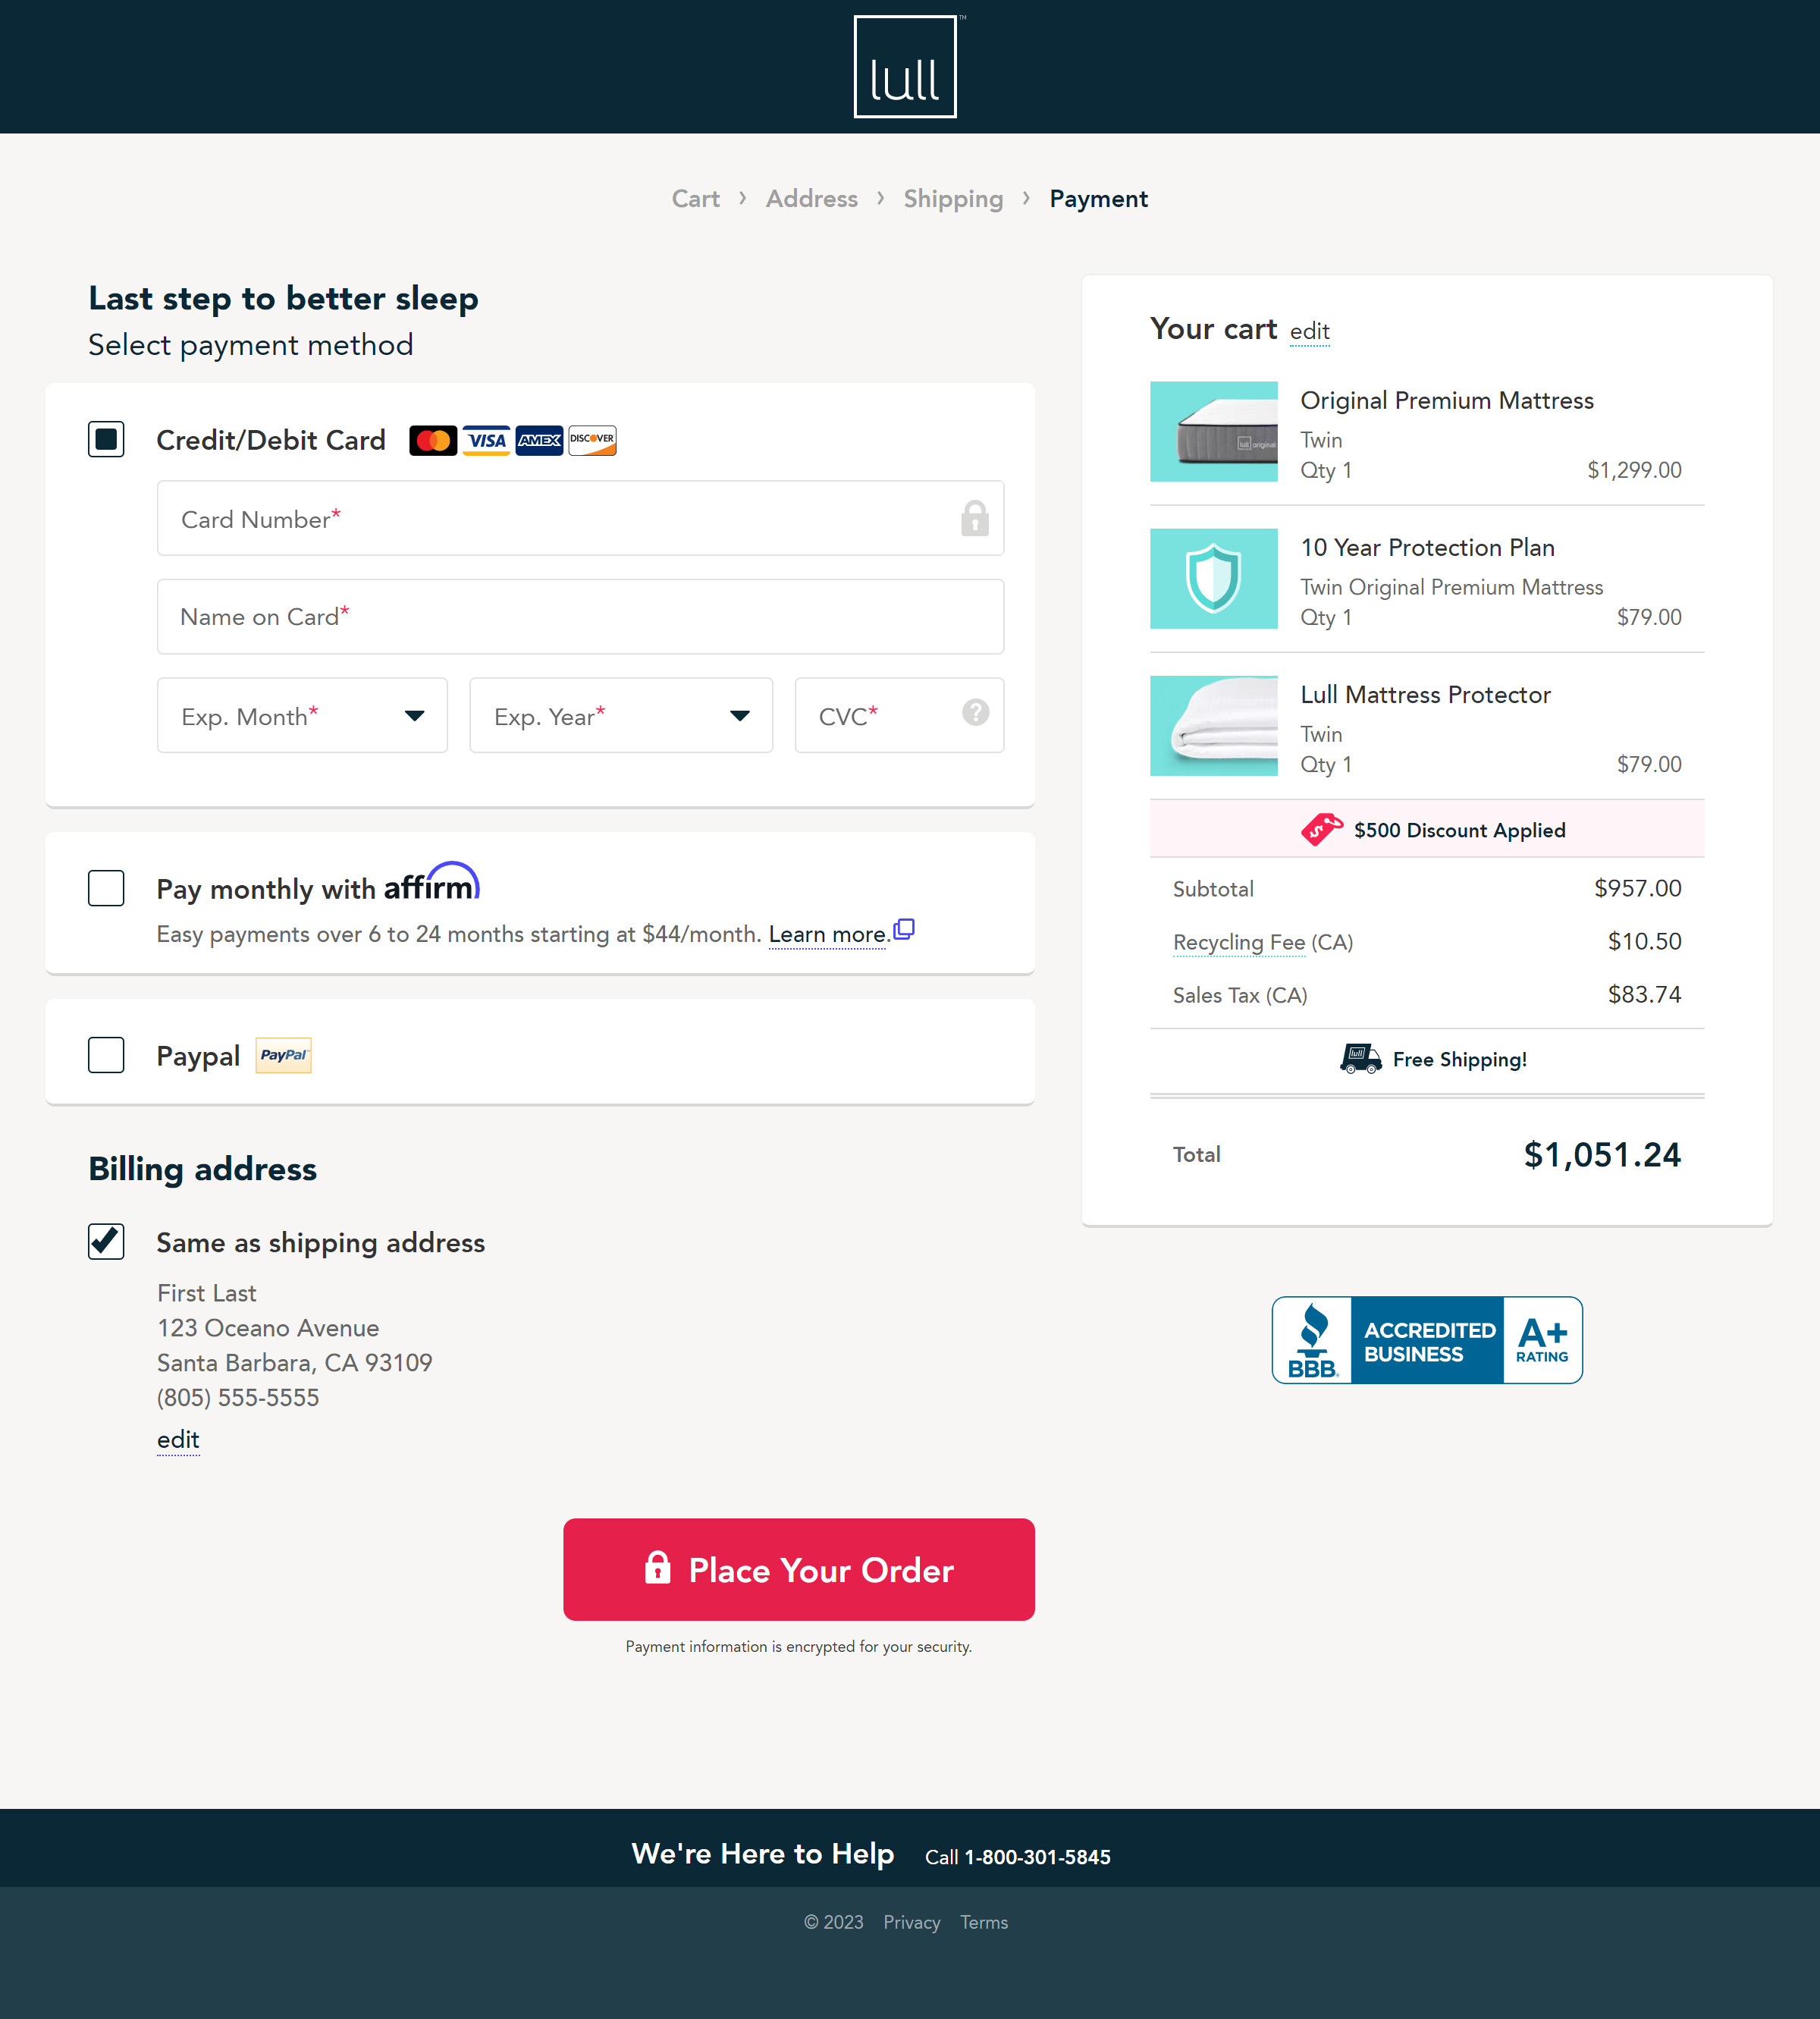 lull™
Cart › Address › Shipping › Payment
Last step to better sleep
Select payment method
Credit/Debit Card VISA AMEX DISCOVER
Card Number*
Name on Card*
Exp. Month* Exp. Year* CVC* ?
Pay monthly with affirm
Easy payments over 6 to 24 months starting at $44/month. Learn more.
Paypal PayPal
Billing address
Same as shipping address
First Last
123 Oceano Avenue
Santa Barbara, CA 93109
(805) 555-5555
edit
Place Your Order
Payment information is encrypted for your security.
Your cart edit
lull original
Original Premium Mattress
Twin
Qty 1 $1,299.00
10 Year Protection Plan
Twin Original Premium Mattress
Qty 1 $79.00
Lull Mattress Protector
Twin
Qty 1 $79.00
$500 Discount Applied
Subtotal $957.00
Recycling Fee (CA) $10.50
Sales Tax (CA) $83.74
lull Free Shipping!
Total $1,051.24
BBB.
ACCREDITED
BUSINESS
A+
RATING
We're Here to Help Call 1-800-301-5845
© 2023 Privacy Terms